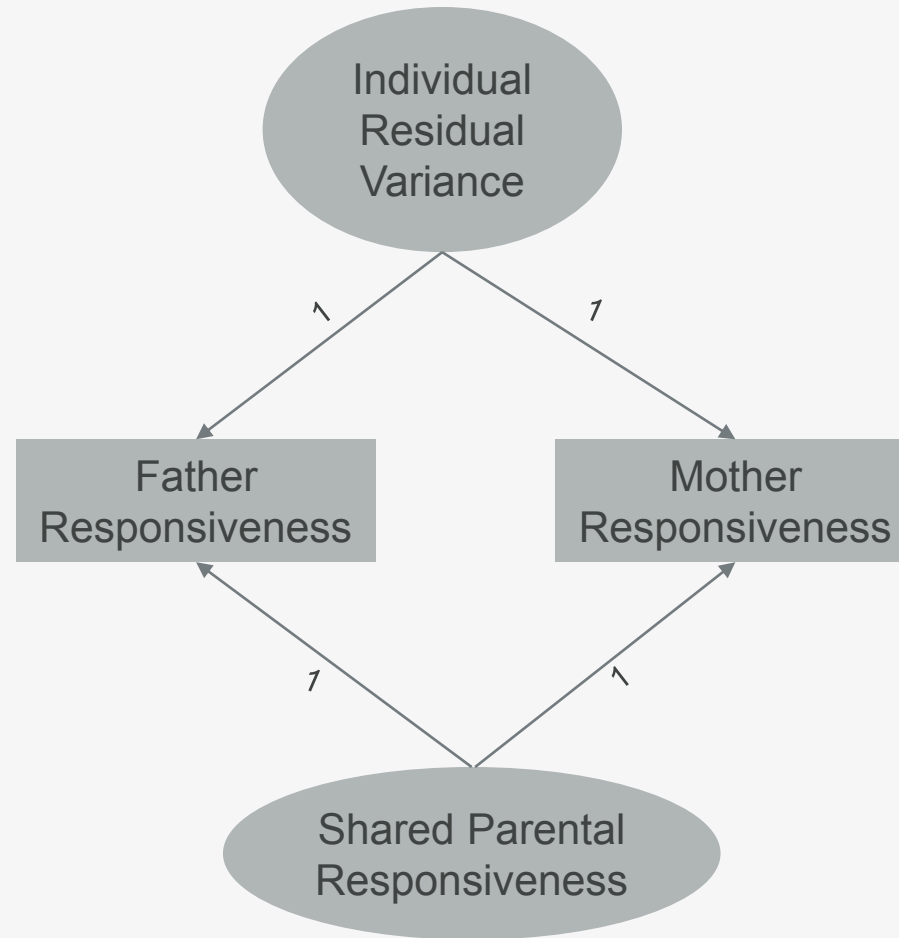 Individual
Residual
Variance
1
1
Father
Responsiveness
Mother
Responsiveness
1
1
Shared Parental
Responsiveness